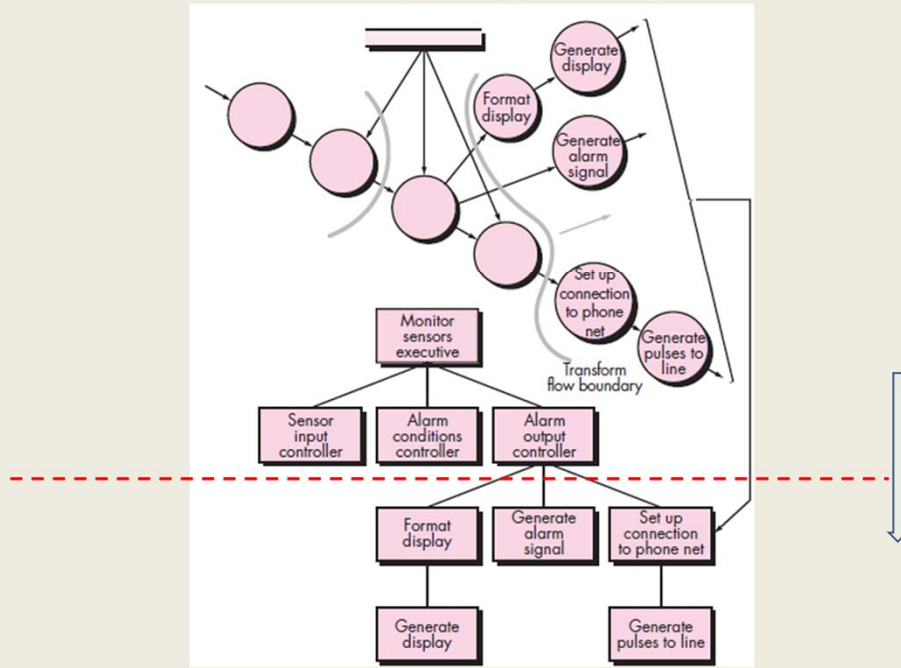 Generate
display
Format
display
Generate
alarm
signal
Set up
connection
to phone
net
Generate
pulses to
line
Transform
flow boundary
Monitor
sensors
executive
Sensor
input
controller
Alarm
conditions
controller
Alarm
output
controller
Format
display
Generate
alarm
signal
Set up
connection
to phone net
Generate
display
Generate
pulses to line